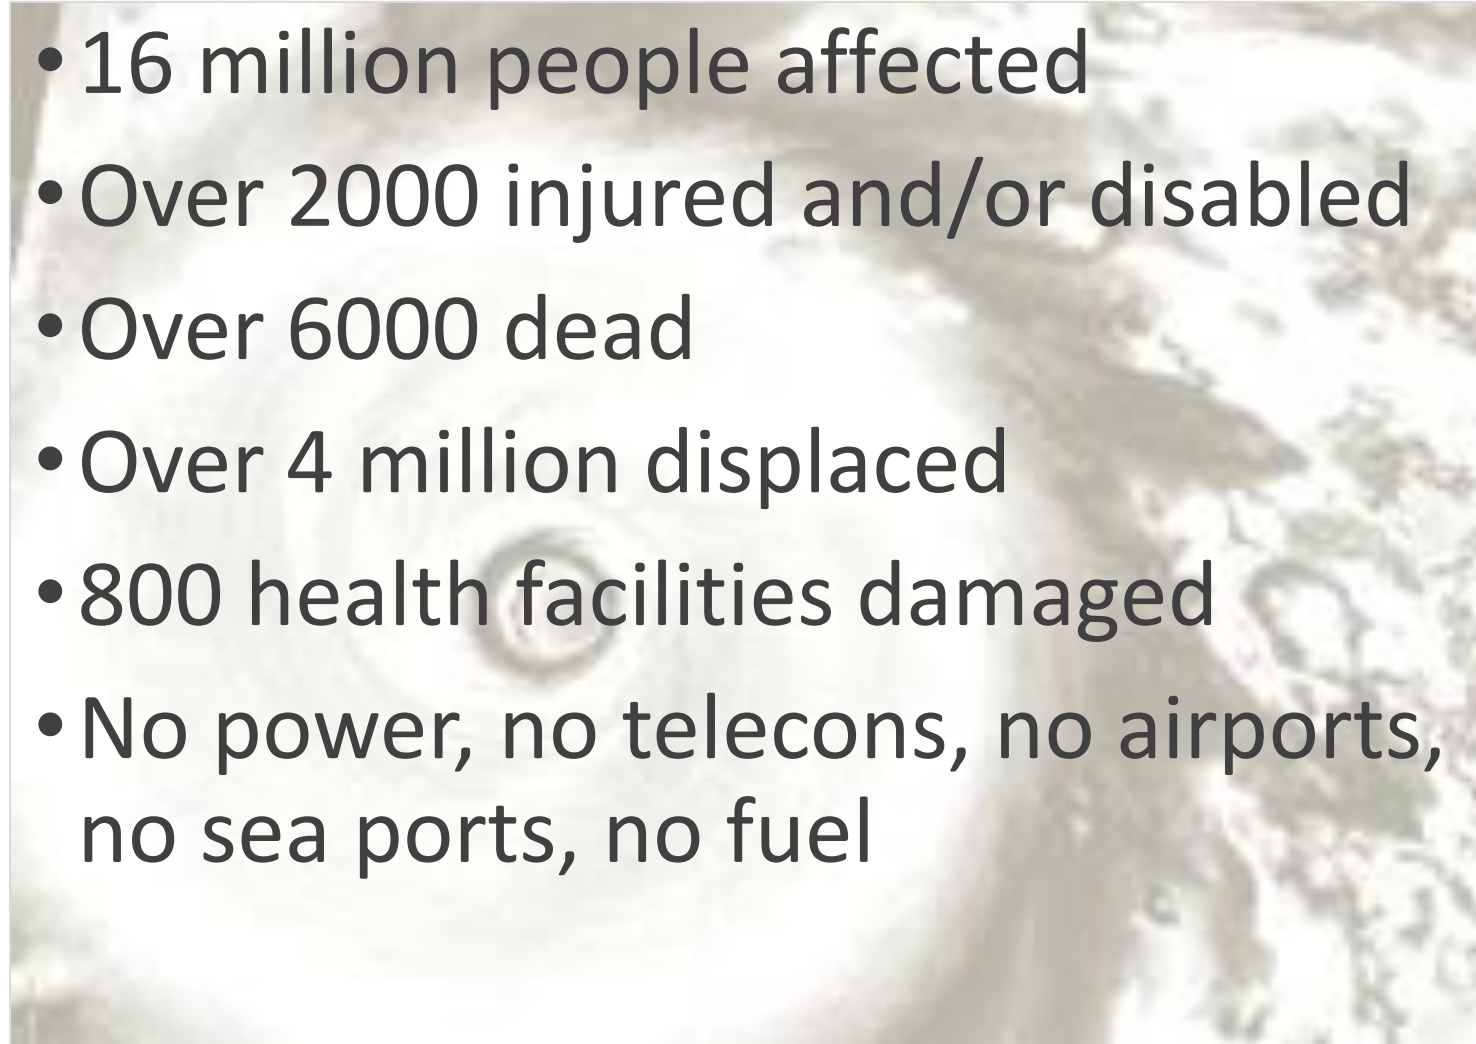 • 16 million people affected
• Over 2000 injured and/or disabled
• Over 6000 dead
• Over 4 million displaced
• 800 health facilities damaged
• No power, no telecons, no airports,
no sea ports, no fuel